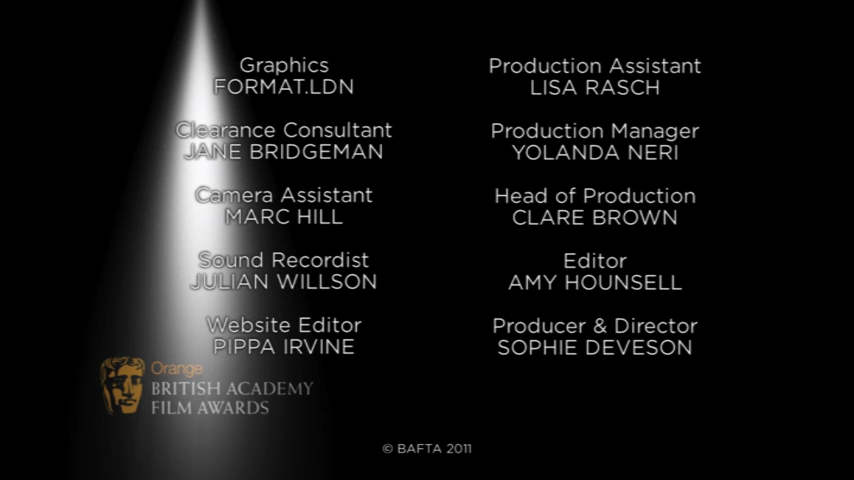 Graphics
FORMAT.LDN
Clearance Consultant
JANE BRIDGEMAN
Camera Assistant
MARC HILL
Sound Recordist
JULIAN WILLSON
Website Editor
PIPPA IRVINE
Production Assistant
LISA RASCH
Production Manager
YOLANDA NERI
Head of Production
CLARE BROWN
Editor
AMY HOUNSELL
Producer & Director
SOPHIE DEVESON
Orange
BRITISH ACADEMY
FILM AWARDS
© BAFTA 2011